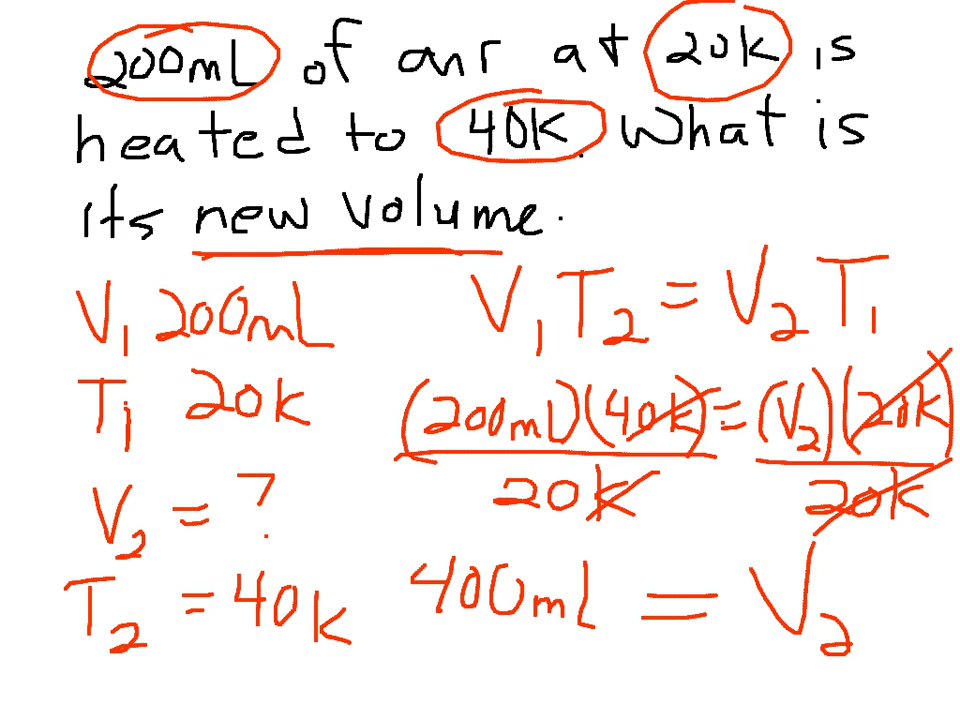 200mL of air at 20K is
heated to 40K. What is
its new volume.
V₁ 200mL
T₁ 20K
V₂ = ?
T₂ = 40K
V₁T₂ = V₂T₁
(200mL)(40K) = (V₂)(20K)
20K 20K
400mL = V₂